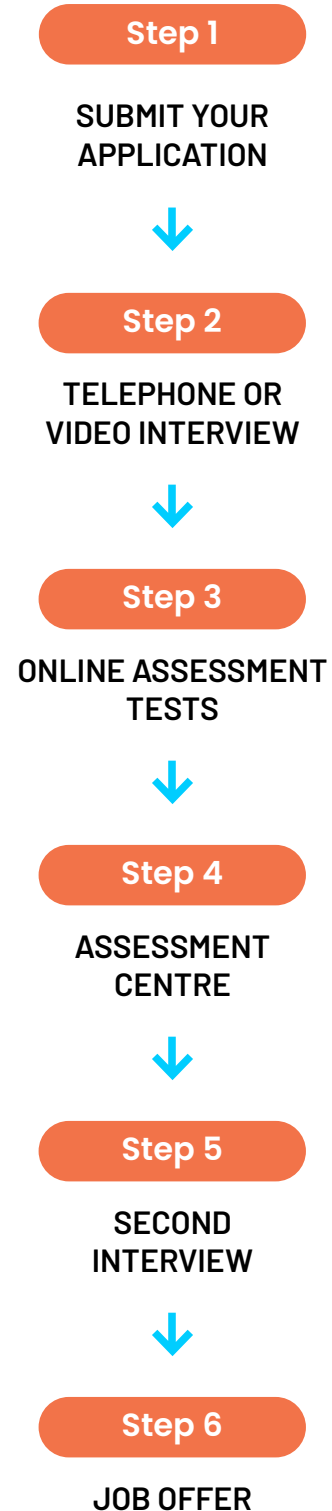 Step 1
SUBMIT YOUR
APPLICATION
Step 2
TELEPHONE OR
VIDEO INTERVIEW
Step 3
ONLINE ASSESSMENT
TESTS
Step 4
ASSESSMENT
CENTRE
Step 5
SECOND
INTERVIEW
Step 6
JOB OFFER